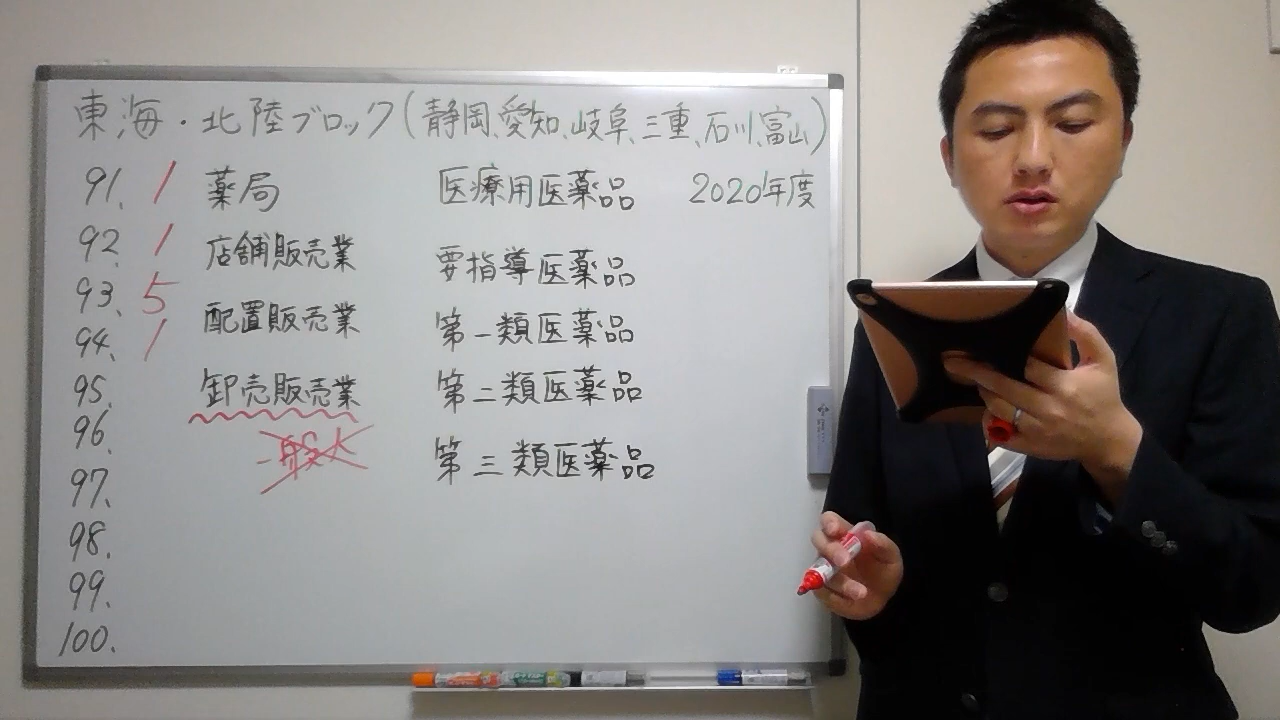 東海・北陸ブロック(静岡、愛知、岐阜、三重、石川、富山)
91. 1 薬局 医療用医薬品 2020年度
92. 1 店舗販売業 要指導医薬品
93. 5 配置販売業 第一類医薬品
94. 1
95. 卸売販売業 第二類医薬品
96. 一般人
97. 第三類医薬品
98.
99.
100.